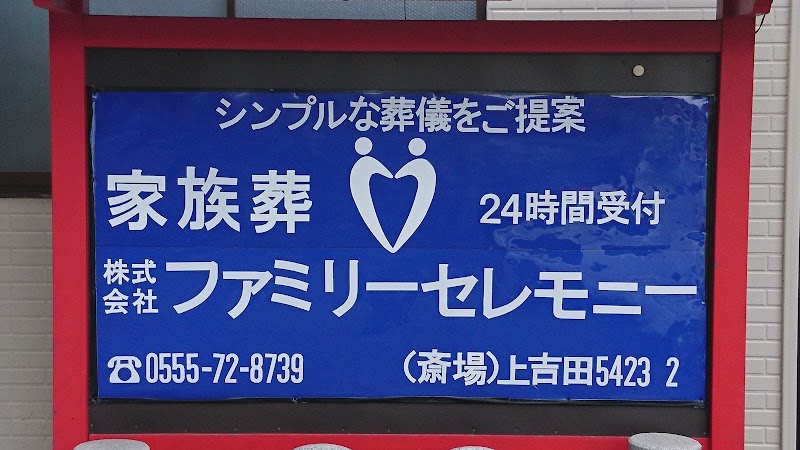 シンプルな葬儀をご提案
家族葬
24時間受付
株式会社 ファミリーセレモニー
☎0555-72-8739
(斎場)上吉田5423 2